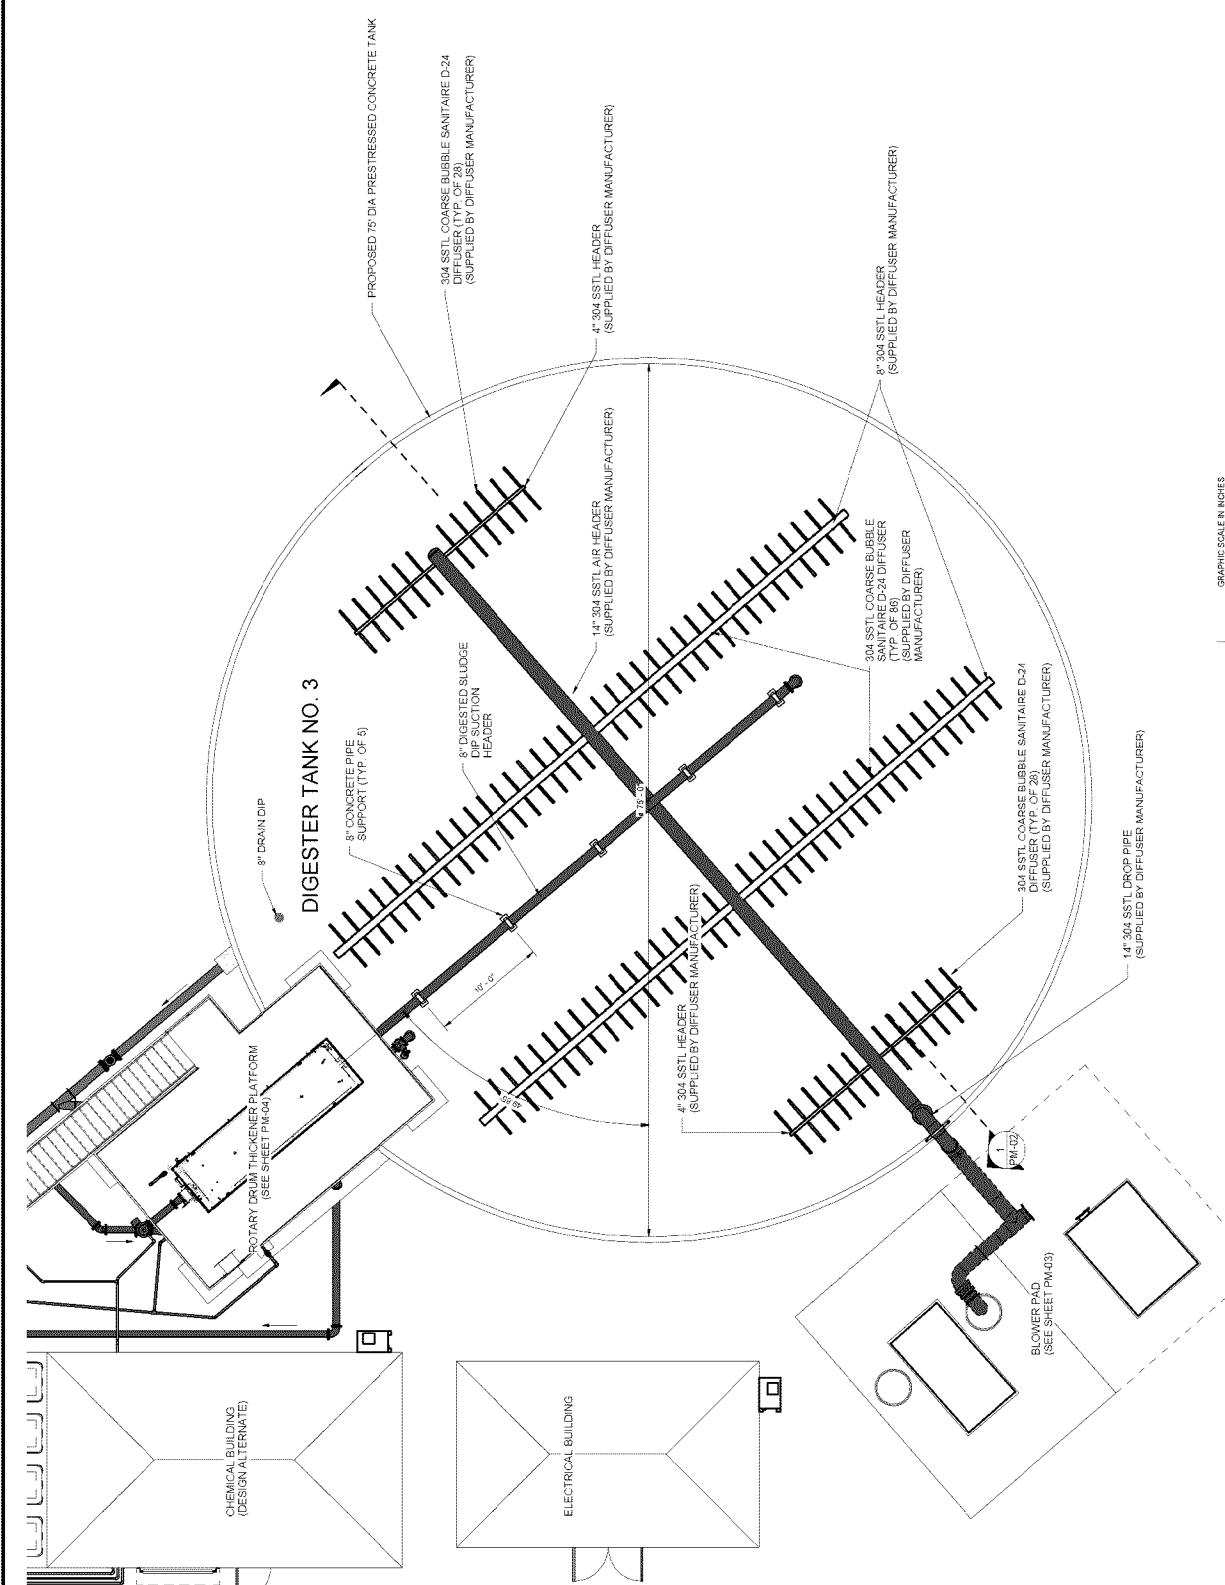 PROPOSED 75' DIA PRESTRESSED CONCRETE TANK
304 SSTL COARSE BUBBLE SANITAIRE D-24
DIFFUSER (TYP. OF 28)
(SUPPLIED BY DIFFUSER MANUFACTURER)
4" 304 SSTL HEADER
(SUPPLIED BY DIFFUSER MANUFACTURER)
8" 304 SSTL HEADER
(SUPPLIED BY DIFFUSER MANUFACTURER)
14" 304 SSTL AIR HEADER
(SUPPLIED BY DIFFUSER MANUFACTURER)
304 SSTL COARSE BUBBLE
SANITAIRE D-24 DIFFUSER
(TYP. OF 86)
(SUPPLIED BY DIFFUSER
MANUFACTURER)
8" DRAIN DIP
DIGESTER TANK NO. 3
8" CONCRETE PIPE
SUPPORT (TYP. OF 5)
8" DIGESTED SLUDGE
DIP SUCTION
HEADER
75' - 0"
10' - 0"
304 SSTL COARSE BUBBLE SANITAIRE D-24
DIFFUSER (TYP. OF 28)
(SUPPLIED BY DIFFUSER MANUFACTURER)
14" 304 SSTL DROP PIPE
(SUPPLIED BY DIFFUSER MANUFACTURER)
4" 304 SSTL HEADER
(SUPPLIED BY DIFFUSER MANUFACTURER)
ROTARY DRUM THICKENER PLATFORM
(SEE SHEET PM-04)
1
PM-02
BLOWER PAD
(SEE SHEET PM-03)
CHEMICAL BUILDING
(DESIGN ALTERNATE)
ELECTRICAL BUILDING
GRAPHIC SCALE IN INCHES